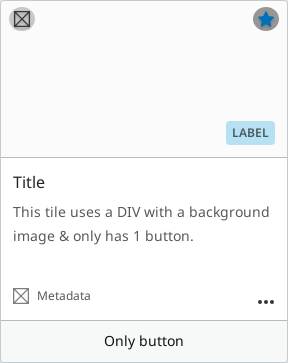 LABEL
Title
This tile uses a DIV with a background
image & only has 1 button.
Metadata
Only button